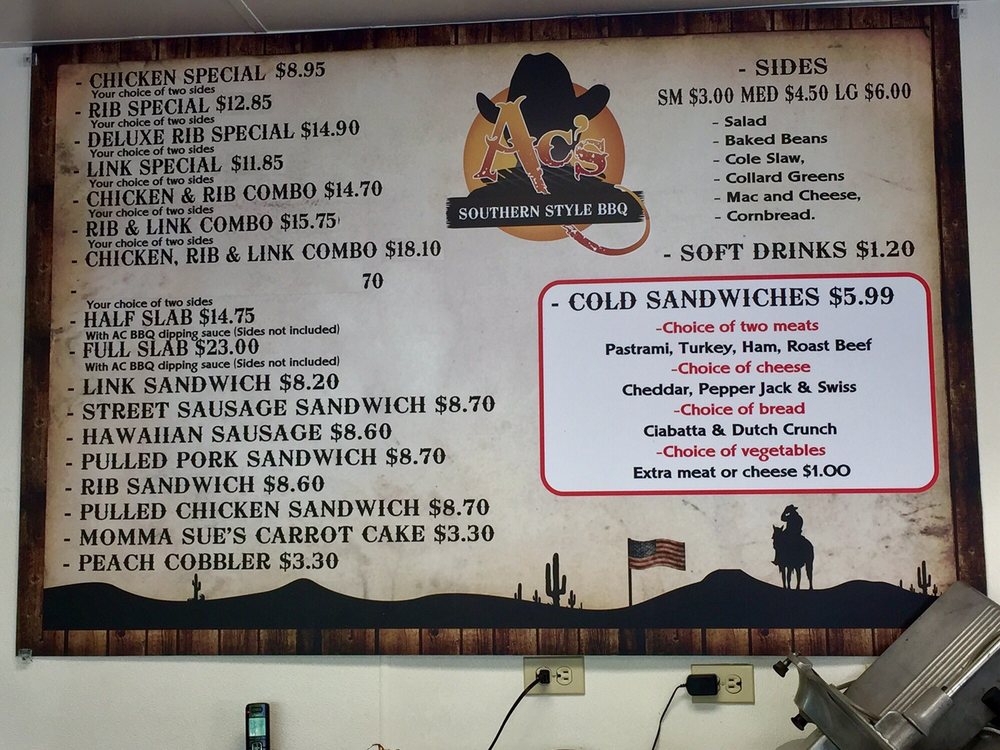 - CHICKEN SPECIAL $8.95
Your choice of two sides
- RIB SPECIAL $12.85
Your choice of two sides
- DELUXE RIB SPECIAL $14.90
Your choice of two sides
- LINK SPECIAL $11.85
Your choice of two sides
- CHICKEN & RIB COMBO $14.70
Your choice of two sides
- RIB & LINK COMBO $15.75
Your choice of two sides
- CHICKEN, RIB & LINK COMBO $18.10
- 70
Your choice of two sides
- HALF SLAB $14.75
With AC BBQ dipping sauce (Sides not included)
- FULL SLAB $23.00
With AC BBQ dipping sauce (Sides not included)
- LINK SANDWICH $8.20
- STREET SAUSAGE SANDWICH $8.70
- HAWAIIAN SAUSAGE $8.60
- PULLED PORK SANDWICH $8.70
- RIB SANDWICH $8.60
- PULLED CHICKEN SANDWICH $8.70
- MOMMA SUE'S CARROT CAKE $3.30
- PEACH COBBLER $3.30
AC'S
SOUTHERN STYLE BBQ
- SIDES
SM $3.00 MED $4.50 LG $6.00
- Salad
- Baked Beans
- Cole Slaw,
- Collard Greens
- Mac and Cheese,
- Cornbread.
- SOFT DRINKS $1.20
- COLD SANDWICHES $5.99
-Choice of two meats
Pastrami, Turkey, Ham, Roast Beef
-Choice of cheese
Cheddar, Pepper Jack & Swiss
-Choice of bread
Ciabatta & Dutch Crunch
-Choice of vegetables
Extra meat or cheese $1.00